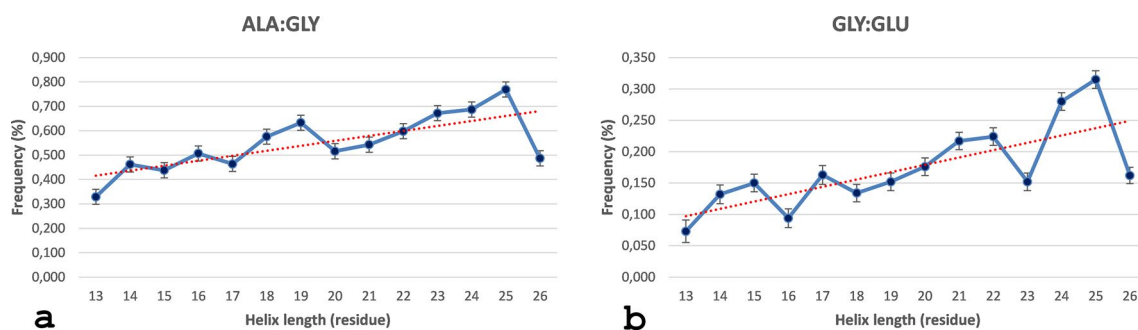 ALA:GLY
Frequency (%)
0,900
0,800
0,700
0,600
0,500
0,400
0,300
0,200
0,100
0,000
13 14 15 16 17 18 19 20 21 22 23 24 25 26
Helix length (residue)
a
GLY:GLU
Frequency (%)
0,350
0,300
0,250
0,200
0,150
0,100
0,050
0,000
13 14 15 16 17 18 19 20 21 22 23 24 25 26
Helix length (residue)
b